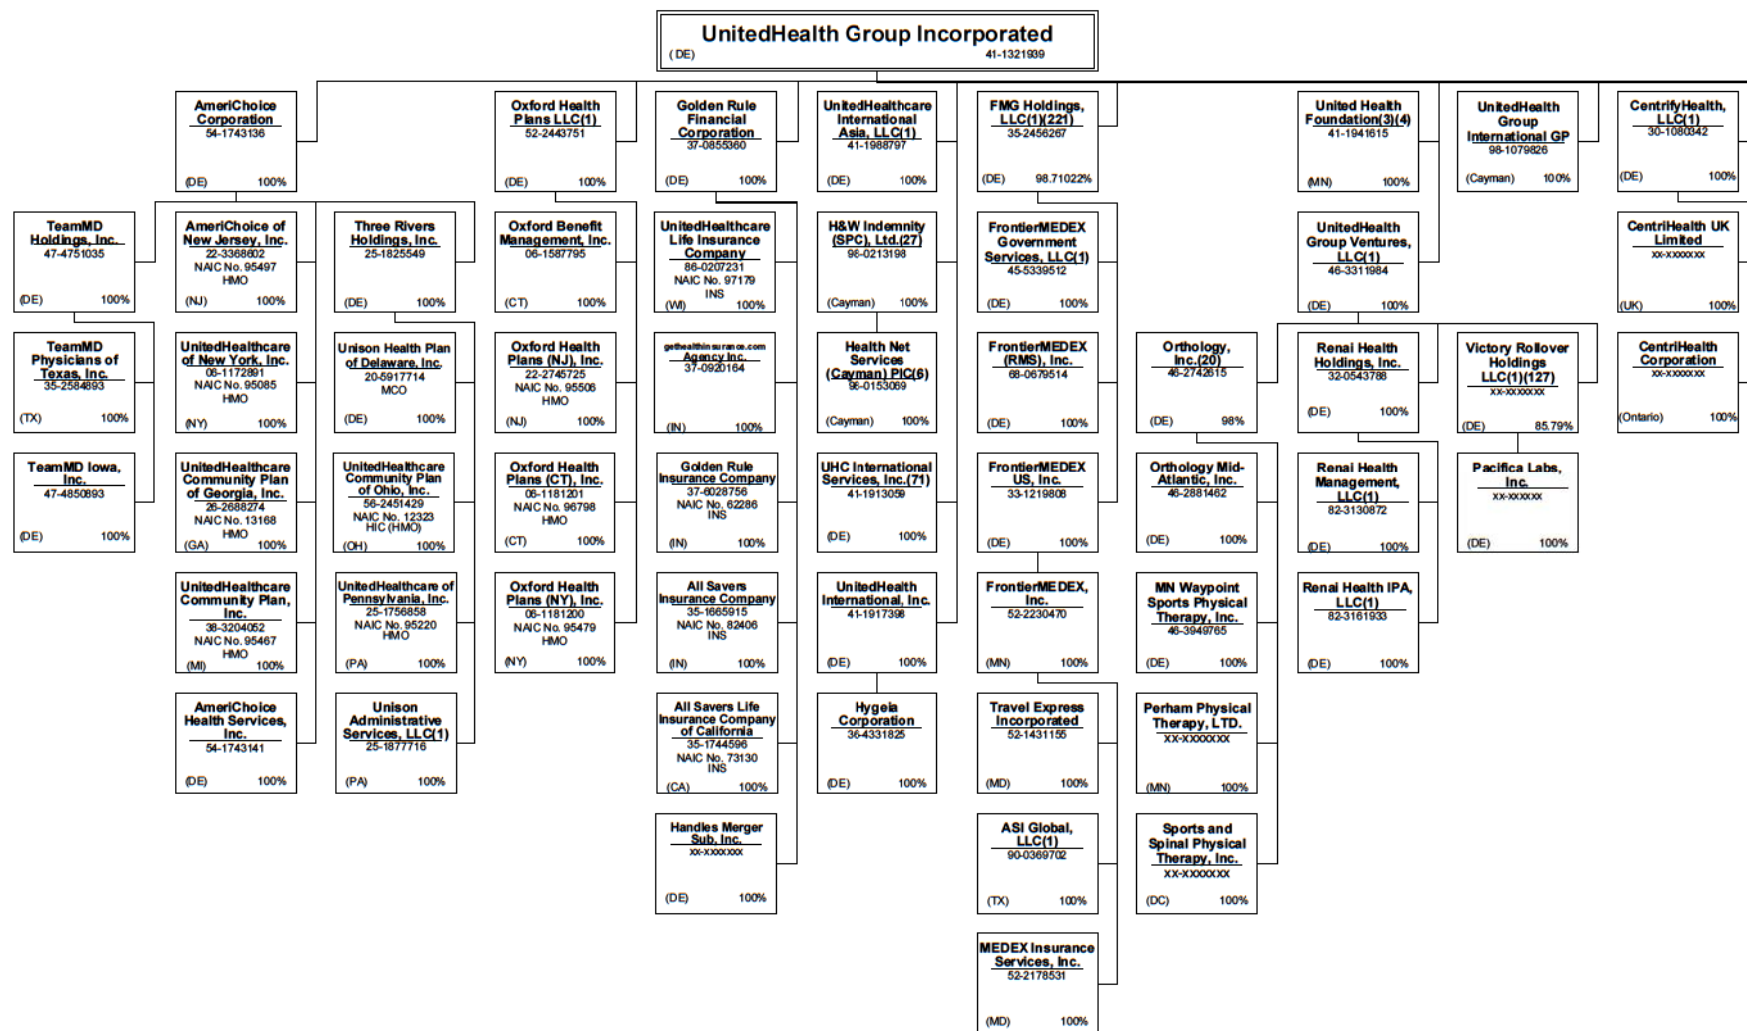 UnitedHealth Group Incorporated
(DE) 41-1321939
AmeriChoice
Corporation
54-1743136
(DE) 100%
Oxford Health
Plans LLC(1)
52-2443751
(DE) 100%
Golden Rule
Financial
Corporation
37-0855360
(DE) 100%
UnitedHealthcare
International
Asia, LLC(1)
41-1988797
(DE) 100%
FMG Holdings,
LLC(1)(221)
35-2456267
(DE) 98.71022%
United Health
Foundation(3)(4)
41-1941615
(MN) 100%
UnitedHealth
Group
International GP
98-1079826
(Cayman) 100%
CentrifyHealth,
LLC(1)
30-1080342
(DE) 100%
TeamMD
Holdings, Inc.
47-4751035
(DE) 100%
AmeriChoice of
New Jersey, Inc.
22-3368602
NAIC No. 95497
HMO
(NJ) 100%
Three Rivers
Holdings, Inc.
25-1825549
(DE) 100%
Oxford Benefit
Management, Inc.
06-1587795
(CT) 100%
UnitedHealthcare
Life Insurance
Company
86-0207231
NAIC No. 97179
INS
(WI) 100%
H&W Indemnity
(SPC), Ltd.(27)
98-0213198
(Cayman) 100%
FrontierMEDEX
Government
Services, LLC(1)
45-5339512
(DE) 100%
UnitedHealth
Group Ventures,
LLC(1)
46-3311984
(DE) 100%
CentriHealth UK
Limited
xx-xxxxxxx
(UK) 100%
TeamMD
Physicians of
Texas, Inc.
35-2584893
(TX) 100%
UnitedHealthcare
of New York, Inc.
06-1172891
NAIC No. 95085
HMO
(NY) 100%
Unison Health Plan
of Delaware, Inc.
20-5917714
MCO
(DE) 100%
Oxford Health
Plans (NJ), Inc.
22-2745725
NAIC No. 95506
HMO
(NJ) 100%
gethealthinsurance.com
Agency Inc.
37-0920164
(IN) 100%
Health Net
Services
(Cayman) PIC(6)
98-0153069
(Cayman) 100%
FrontierMEDEX
(RMS), Inc.
68-0679514
(DE) 100%
Orthology,
Inc.(20)
46-2742615
(DE) 98%
Renai Health
Holdings, Inc.
32-0543788
(DE) 100%
Victory Rollover
Holdings
LLC(1)(127)
xx-xxxxxxx
(DE) 85.79%
CentriHealth
Corporation
xx-xxxxxxx
(Ontario) 100%
TeamMD Iowa,
Inc.
47-4850893
(DE) 100%
UnitedHealthcare
Community Plan
of Georgia, Inc.
26-2688274
NAIC No. 13168
HMO
(GA) 100%
UnitedHealthcare
Community Plan
of Ohio, Inc.
56-2451429
NAIC No. 12323
HIC (HMO)
(OH) 100%
Oxford Health
Plans (CT), Inc.
06-1181201
NAIC No. 96798
HMO
(CT) 100%
Golden Rule
Insurance Company
37-6028756
NAIC No. 62286
INS
(IN) 100%
UHC International
Services, Inc.(71)
41-1913059
(DE) 100%
FrontierMEDEX
US, Inc.
33-1219808
(DE) 100%
Orthology Mid-
Atlantic, Inc.
46-2881462
(DE) 100%
Renai Health
Management,
LLC(1)
82-3130872
(DE) 100%
Pacifica Labs,
Inc.
xx-xxxxxx
(DE) 100%
UnitedHealthcare
Community Plan,
Inc.
38-3204052
NAIC No. 95467
HMO
(MI) 100%
UnitedHealthcare of
Pennsylvania, Inc.
25-1756858
NAIC No. 95220
HMO
(PA) 100%
Oxford Health
Plans (NY), Inc.
06-1181200
NAIC No. 95479
HMO
(NY) 100%
All Savers
Insurance Company
35-1665915
NAIC No. 82406
INS
(IN) 100%
UnitedHealth
International, Inc.
41-1917398
(DE) 100%
FrontierMEDEX,
Inc.
52-2230470
(MN) 100%
MN Waypoint
Sports Physical
Therapy, Inc.
46-3949765
(DE) 100%
Renai Health IPA,
LLC(1)
82-3161933
(DE) 100%
AmeriChoice
Health Services,
Inc.
54-1743141
(DE) 100%
Unison
Administrative
Services, LLC(1)
25-1877716
(PA) 100%
All Savers Life
Insurance Company
of California
35-1744596
NAIC No. 73130
INS
(CA) 100%
Hygeia
Corporation
36-4331825
(DE) 100%
Travel Express
Incorporated
52-1431155
(MD) 100%
Perham Physical
Therapy, LTD.
xx-xxxxxxx
(MN) 100%
Handles Merger
Sub, Inc.
xx-xxxxxxx
(DE) 100%
ASI Global,
LLC(1)
90-0369702
(TX) 100%
Sports and
Spinal Physical
Therapy, Inc.
xx-xxxxxxx
(DC) 100%
MEDEX Insurance
Services, Inc.
52-2178531
(MD) 100%